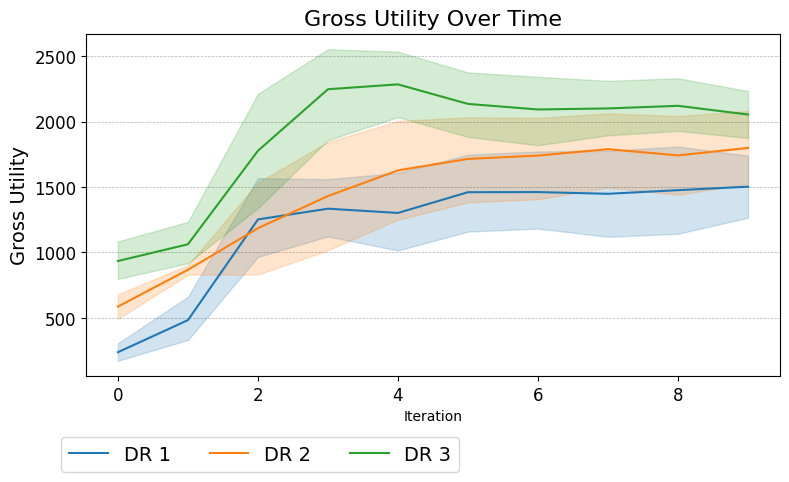 Gross Utility Over Time
Gross Utility
2500
2000
1500
1000
500
0 2 4 6 8
Iteration
DR 1 DR 2 DR 3